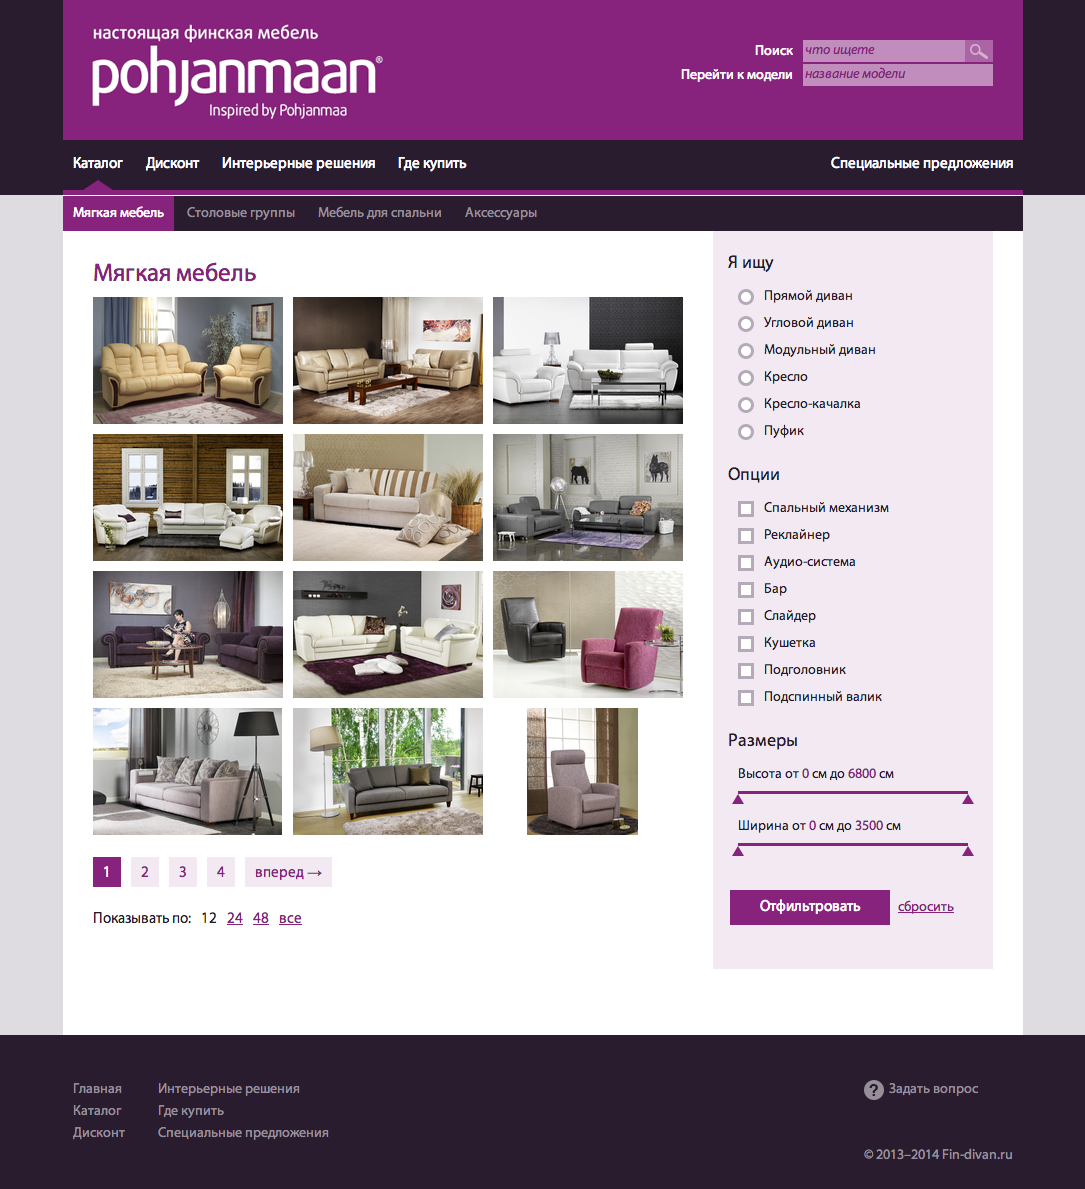 настоящая финская мебель
pohjanmaan®
Inspired by Pohjanmaa
Поиск что ищете
Перейти к модели название модели
Каталог Дисконт Интерьерные решения Где купить Специальные предложения
Мягкая мебель Столовые группы Мебель для спальни Аксессуары
Мягкая мебель
1 2 3 4 вперед →
Показывать по: 12 24 48 все
Я ищу
Прямой диван
Угловой диван
Модульный диван
Кресло
Кресло-качалка
Пуфик
Опции
Спальный механизм
Реклайнер
Аудио-система
Бар
Слайдер
Кушетка
Подголовник
Подспинный валик
Размеры
Высота от 0 см до 6800 см
Ширина от 0 см до 3500 см
Отфильтровать сбросить
Главная Интерьерные решения
Каталог Где купить
Дисконт Специальные предложения
? Задать вопрос
© 2013–2014 Fin-divan.ru